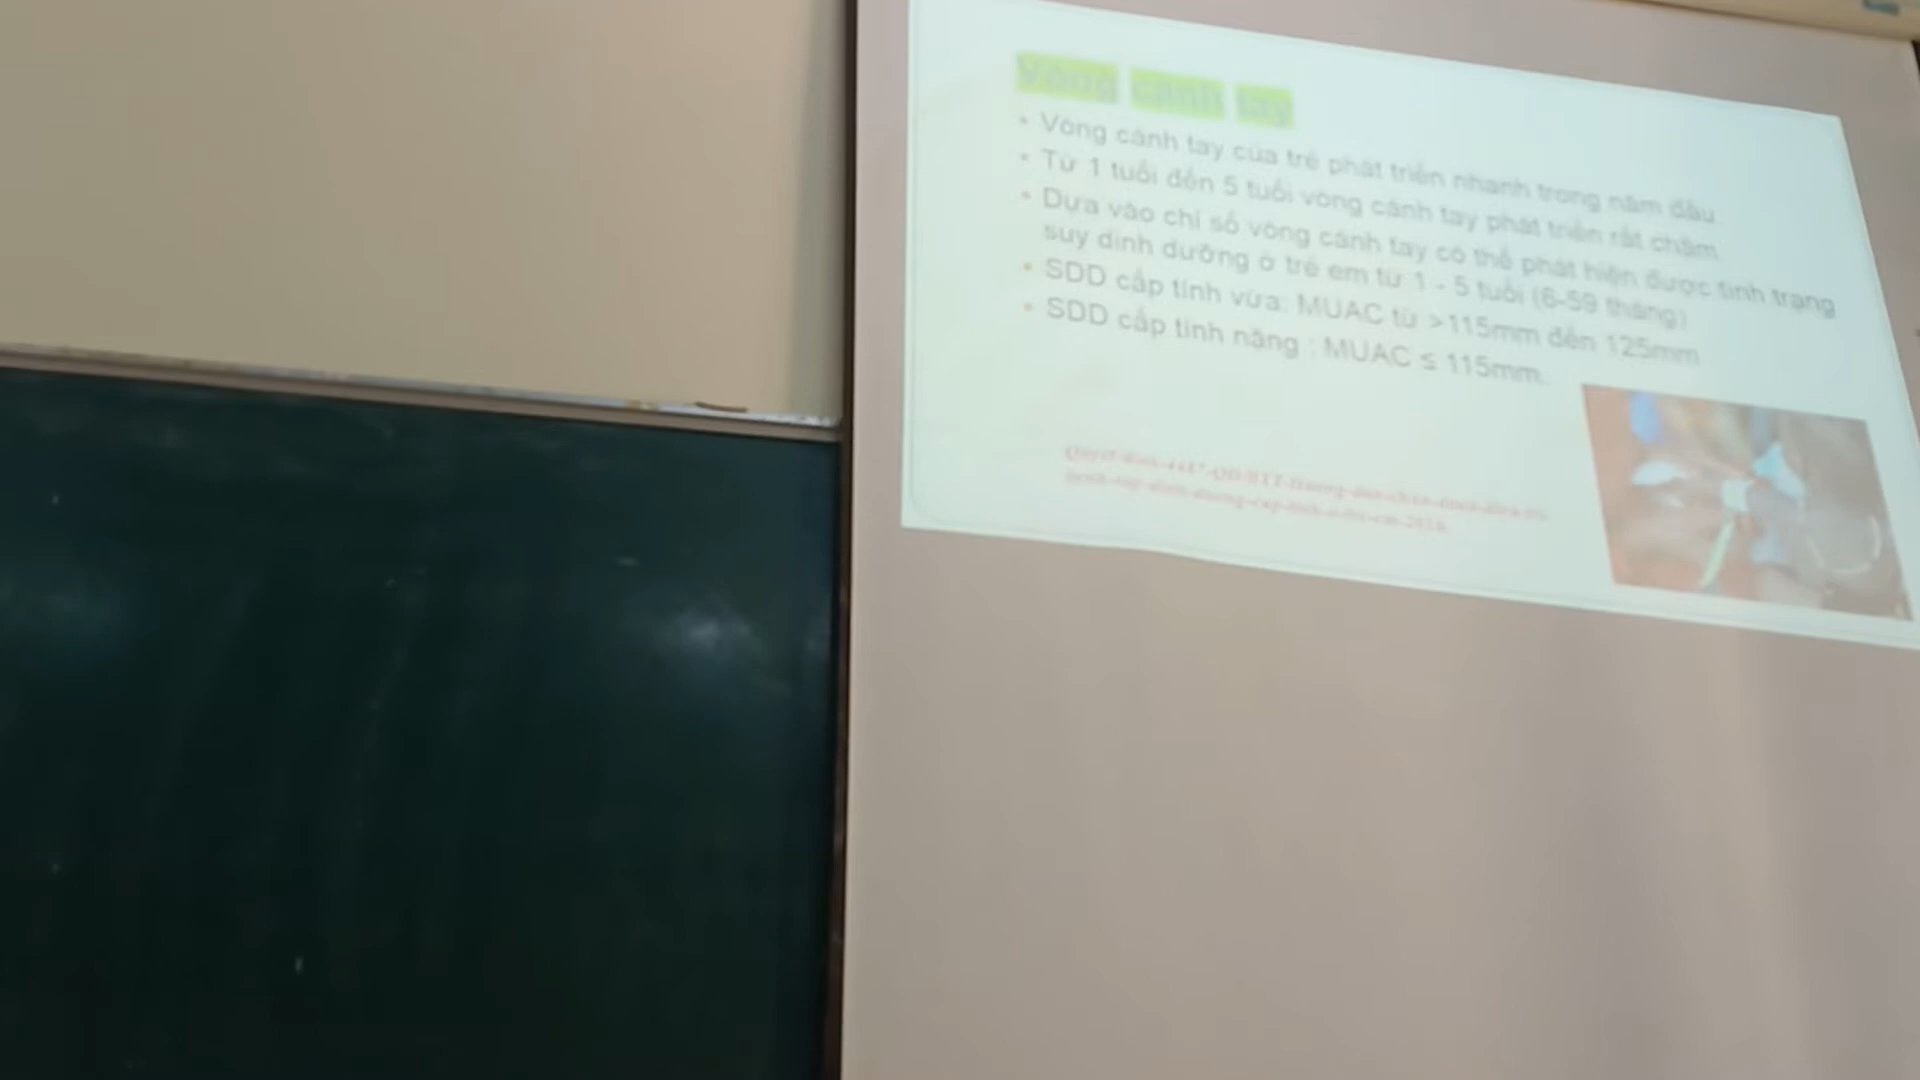 Vòng cánh tay
• Vòng cánh tay của trẻ phát triển nhanh trong năm đầu
• Từ 1 tuổi đến 5 tuổi vòng cánh tay phát triển rất chậm.
• Dựa vào chỉ số vòng cánh tay có thể phát hiện được tình trạng
suy dinh dưỡng ở trẻ em từ 1 - 5 tuổi (6-59 tháng)
• SDD cấp tính vừa: MUAC từ >115mm đến 125mm
• SDD cấp tính nặng : MUAC ≤ 115mm.